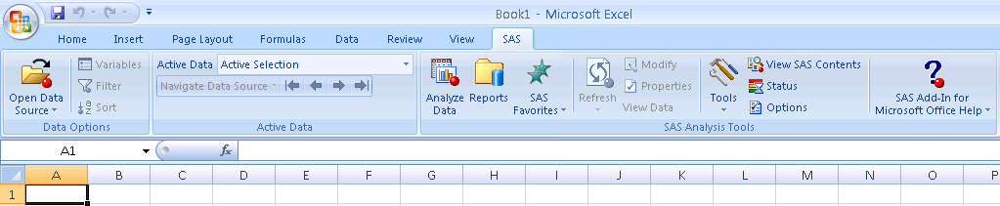 Book1 - Microsoft Excel
Home Insert Page Layout Formulas Data Review View SAS
Open Data Source
Variables
Filter
Sort
Data Options
Active Data Active Selection
Navigate Data Source
Active Data
Analyze Data
Reports
SAS Favorites
Refresh
Modify
Properties
View Data
Tools
View SAS Contents
Status
Options
SAS Analysis Tools
SAS Add-In for
Microsoft Office Help
A1 fx
A B C D E F G H I J K L M N O P
1